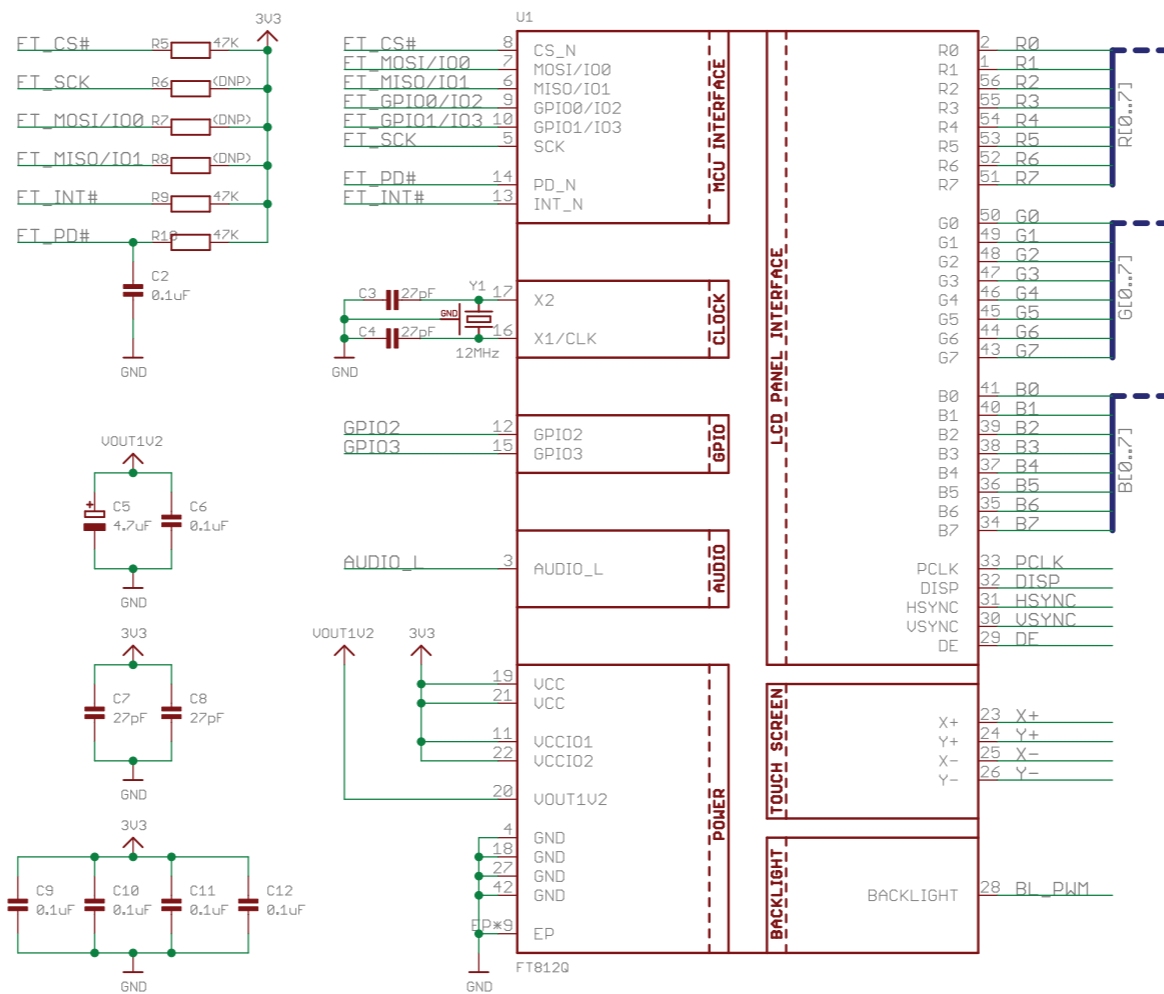 3V3
FT_CS# R5 47K
FT_SCK R6 (DNP)
FT_MOSI/IO0 R7 (DNP)
FT_MISO/IO1 R8 (DNP)
FT_INT# R9 47K
FT_PD# R10 47K
C2
0.1uF
GND
VOUT1V2
C5
4.7uF
C6
0.1uF
GND
3V3
C7
27pF
C8
27pF
GND
3V3
C9
0.1uF
C10
0.1uF
C11
0.1uF
C12
0.1uF
GND
U1
FT_CS# 8 CS_N
FT_MOSI/IO0 7 MOSI/IO0
FT_MISO/IO1 6 MISO/IO1
FT_GPIO0/IO2 9 GPIO0/IO2
FT_GPIO1/IO3 10 GPIO1/IO3
FT_SCK 5 SCK
FT_PD# 14 PD_N
FT_INT# 13 INT_N
MCU INTERFACE
C3 27pF Y1 17 X2
GND
C4 27pF 16 X1/CLK
12MHz
GND
CLOCK
GPIO2 12 GPIO2
GPIO3 15 GPIO3
GPIO
AUDIO_L 3 AUDIO_L
AUDIO
VOUT1V2 3V3
19 VCC
21 VCC
11 VCCIO1
22 VCCIO2
20 VOUT1V2
4 GND
18 GND
27 GND
42 GND
EP*9 EP
POWER
GND
FT812Q
LCD PANEL INTERFACE
R0 2 R0
R1 1 R1
R2 56 R2
R3 55 R3
R4 54 R4
R5 53 R5
R6 52 R6
R7 51 R7
R[0..7]
G0 50 G0
G1 49 G1
G2 48 G2
G3 47 G3
G4 46 G4
G5 45 G5
G6 44 G6
G7 43 G7
G[0..7]
B0 41 B0
B1 40 B1
B2 39 B2
B3 38 B3
B4 37 B4
B5 36 B5
B6 35 B6
B7 34 B7
B[0..7]
PCLK 33 PCLK
DISP 32 DISP
HSYNC 31 HSYNC
VSYNC 30 VSYNC
DE 29 DE
TOUCH SCREEN
X+ 23 X+
Y+ 24 Y+
X- 25 X-
Y- 26 Y-
BACKLIGHT
BACKLIGHT 28 BL_PWM